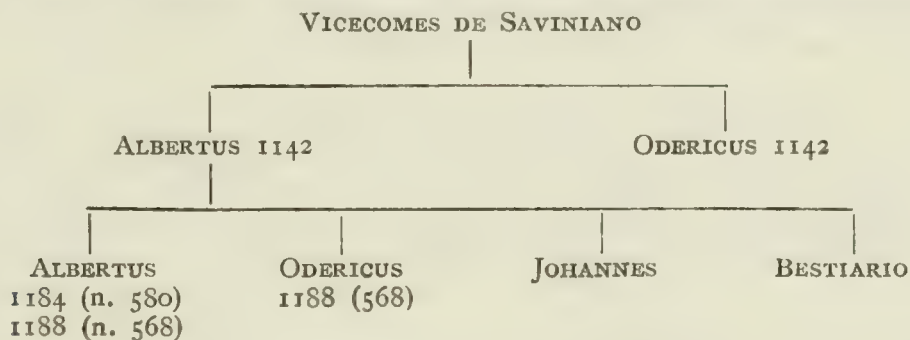 VICECOMES DE SAVINIANO
ALBERTUS 1142 ODERICUS 1142
ALBERTUS ODERICUS JOHANNES BESTIARIO
1184 (n. 580) 1188 (568)
1188 (n. 568)